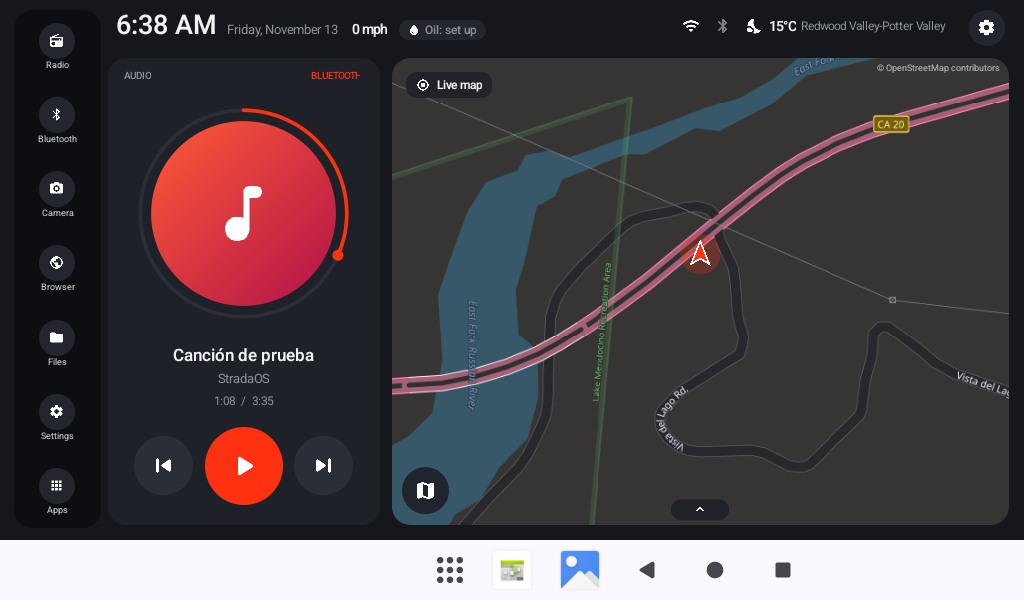 6:38 AM
Friday, November 13
0 mph
Oil: set up
15°C
Redwood Valley-Potter Valley
Radio
Bluetooth
Camera
Browser
Files
Settings
Apps
AUDIO
BLUETOOTH
Canción de prueba
StradaOS
1:08 / 3:35
Live map
© OpenStreetMap contributors
East Fork
CA 20
East Fork Russian River
Lake Mendocino Recreation Area
Vista del Lago Rd.
Vista del Lag